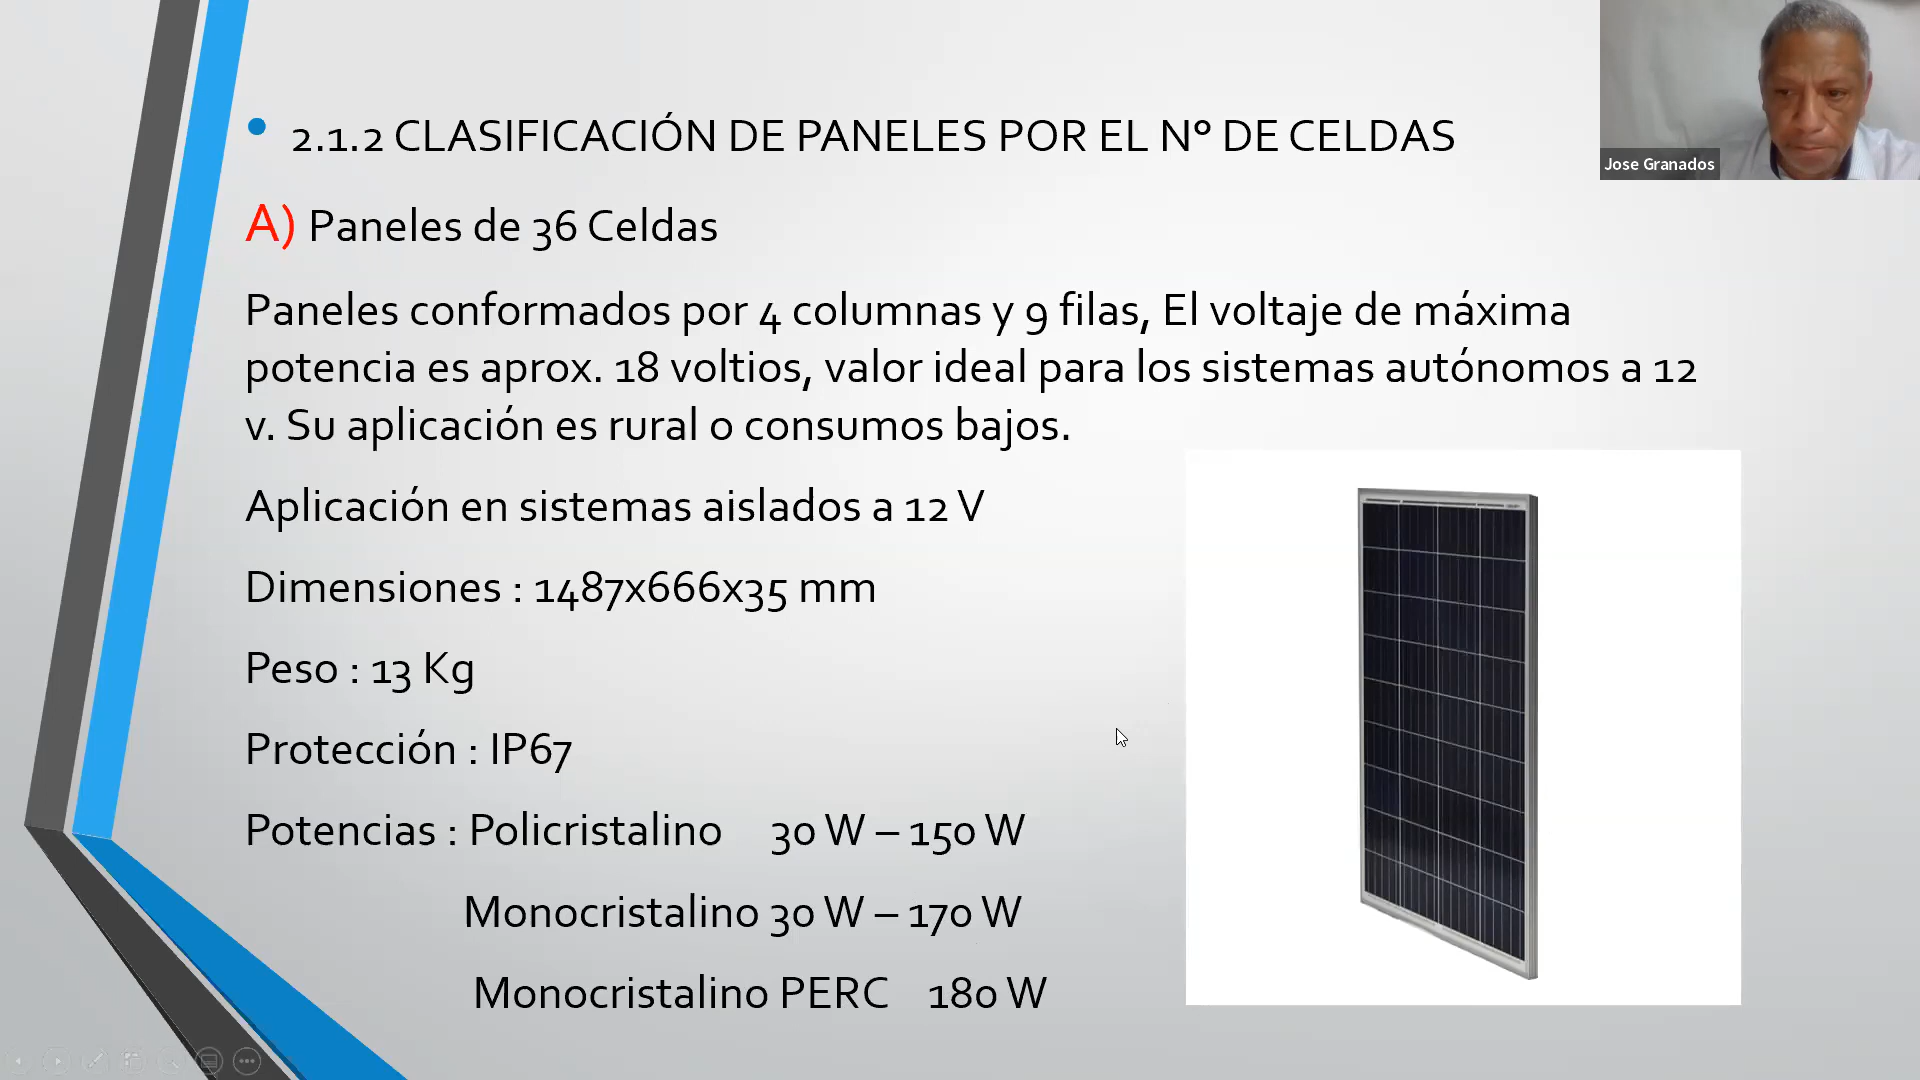 2.1.2 CLASIFICACIÓN DE PANELES POR EL Nº DE CELDAS
Jose Granados
A) Paneles de 36 Celdas
Paneles conformados por 4 columnas y 9 filas, El voltaje de máxima
potencia es aprox. 18 voltios, valor ideal para los sistemas autónomos a 12
v. Su aplicación es rural o consumos bajos.
Aplicación en sistemas aislados a 12 V
Dimensiones : 1487x666x35 mm
Peso : 13 Kg
Protección : IP67
Potencias : Policristalino 30 W – 150 W
Monocristalino 30 W – 170 W
Monocristalino PERC 180 W